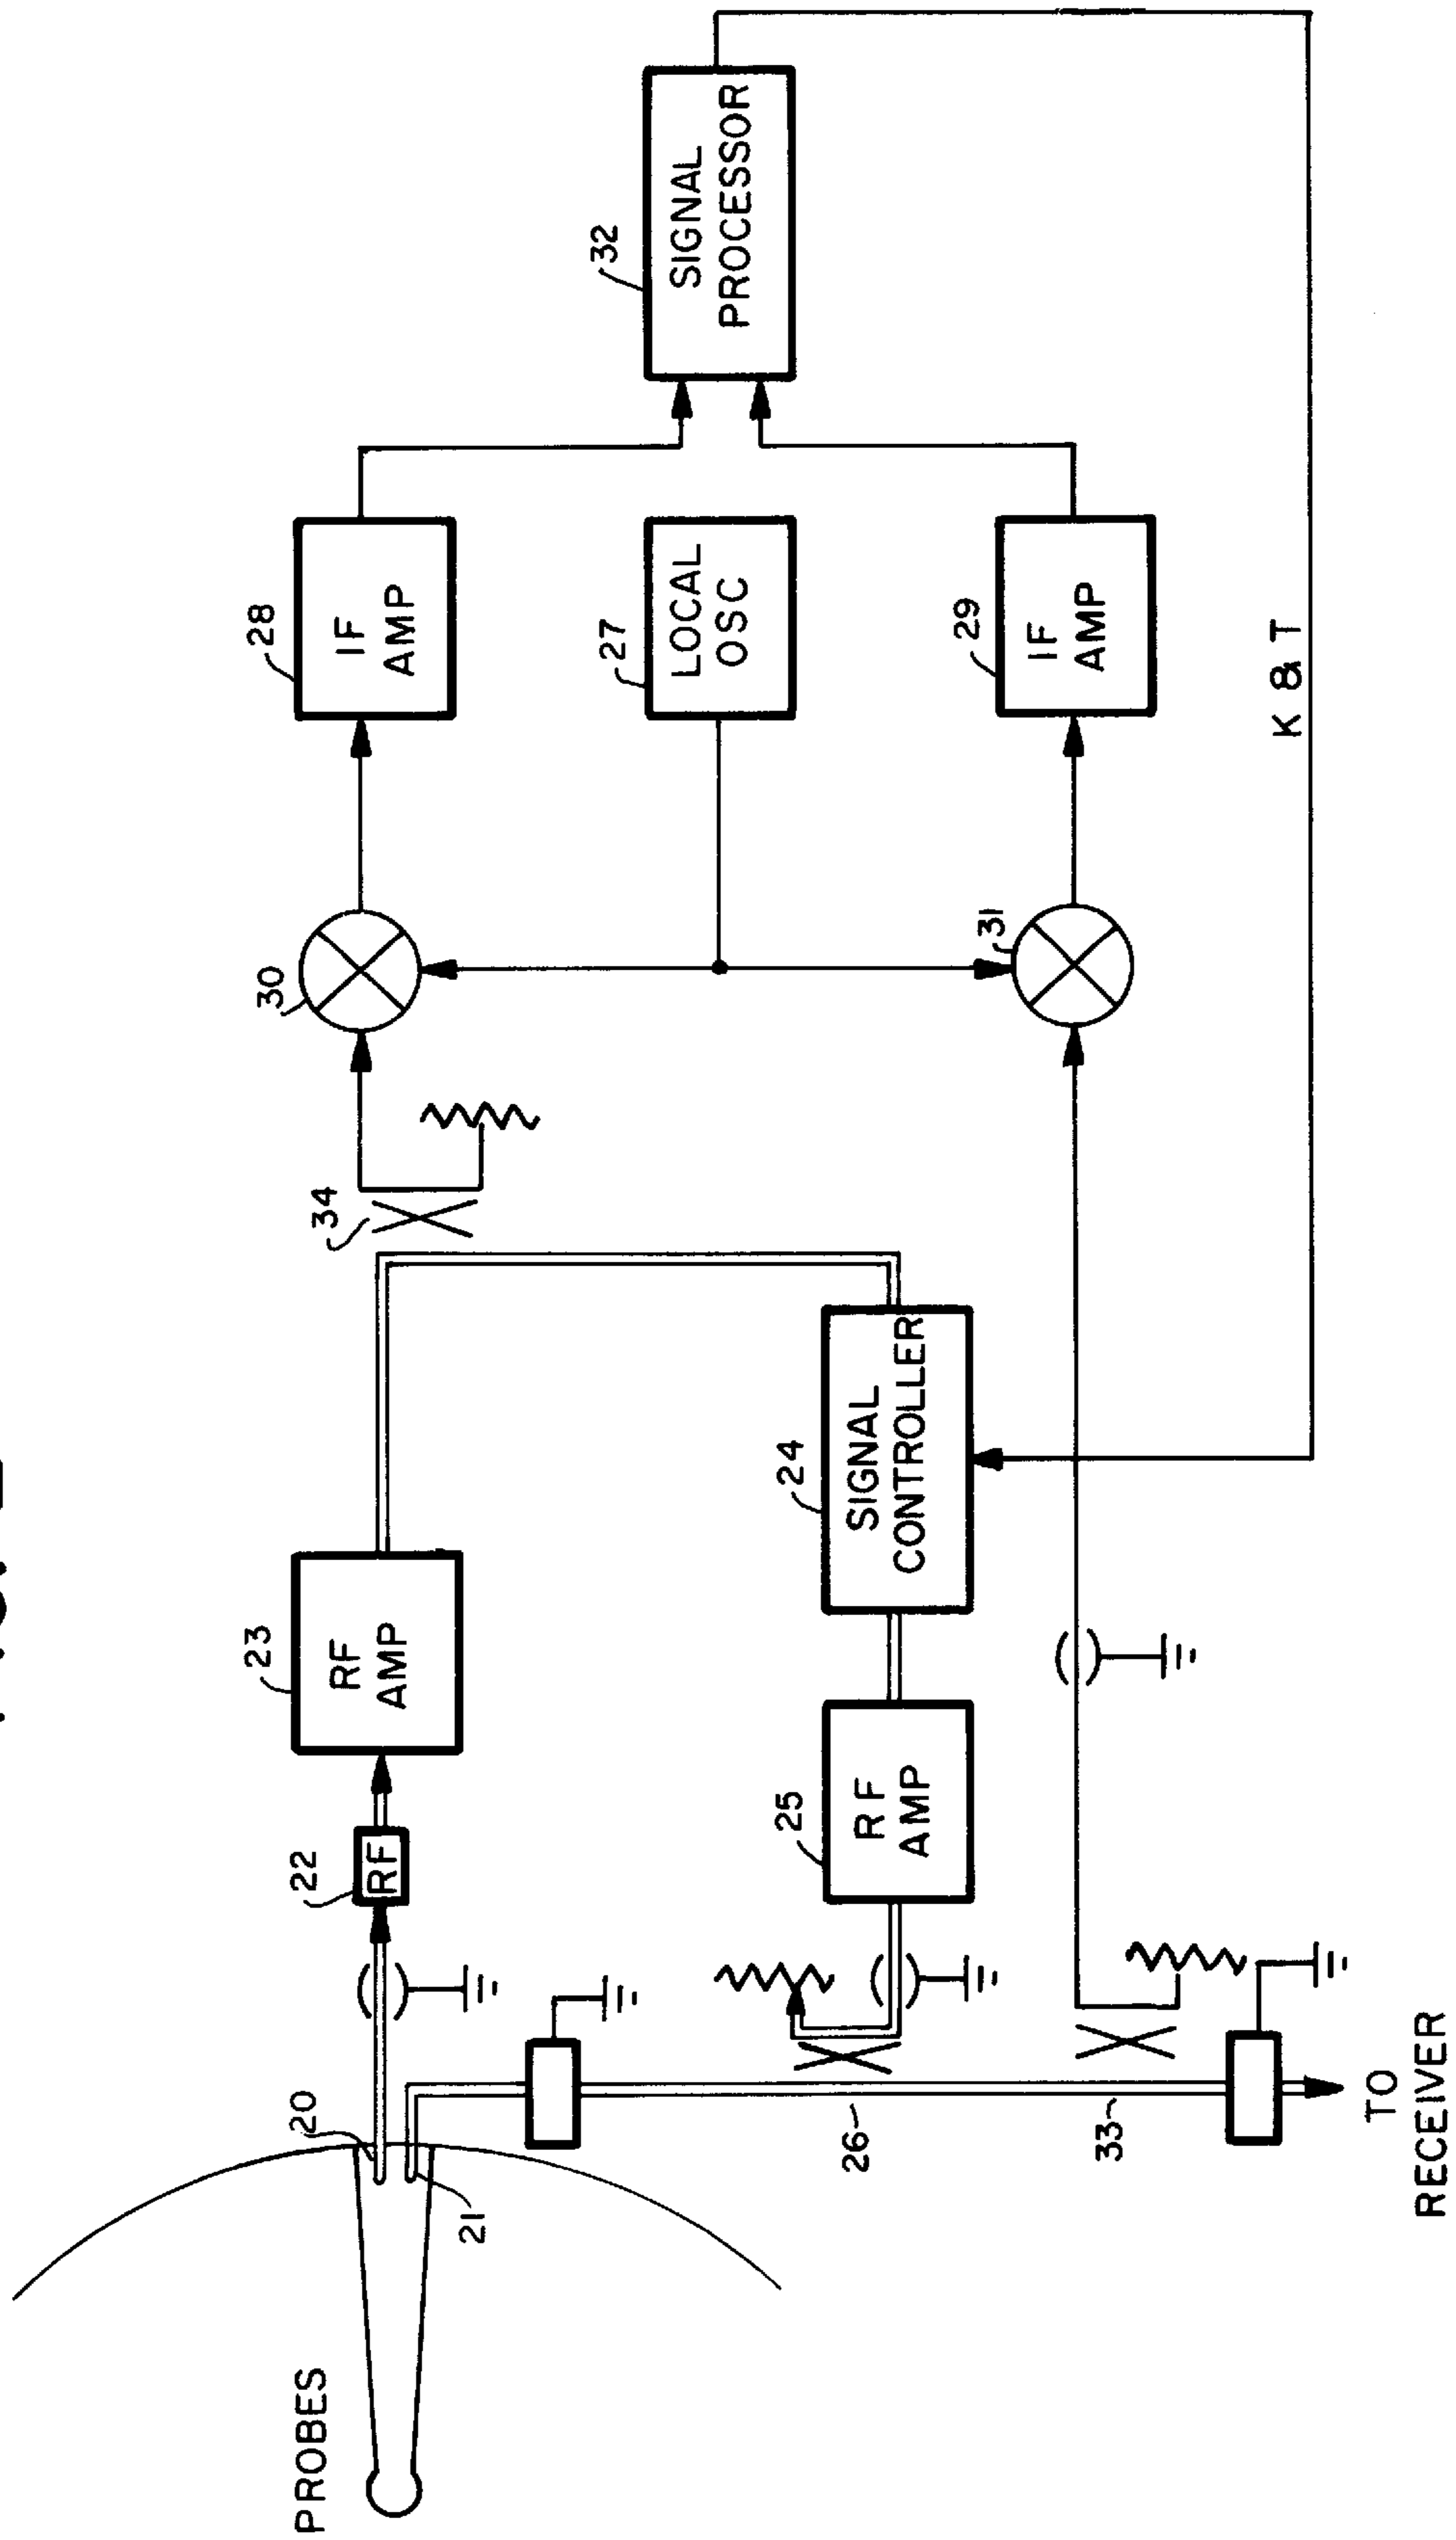 PROBES
20
21
22
RF
23
RF
AMP
34
30
28
IF
AMP
32
SIGNAL
PROCESSOR
27
LOCAL
OSC
25
RF
AMP
24
SIGNAL
CONTROLLER
26
31
29
IF
AMP
33
K & T
TO
RECEIVER